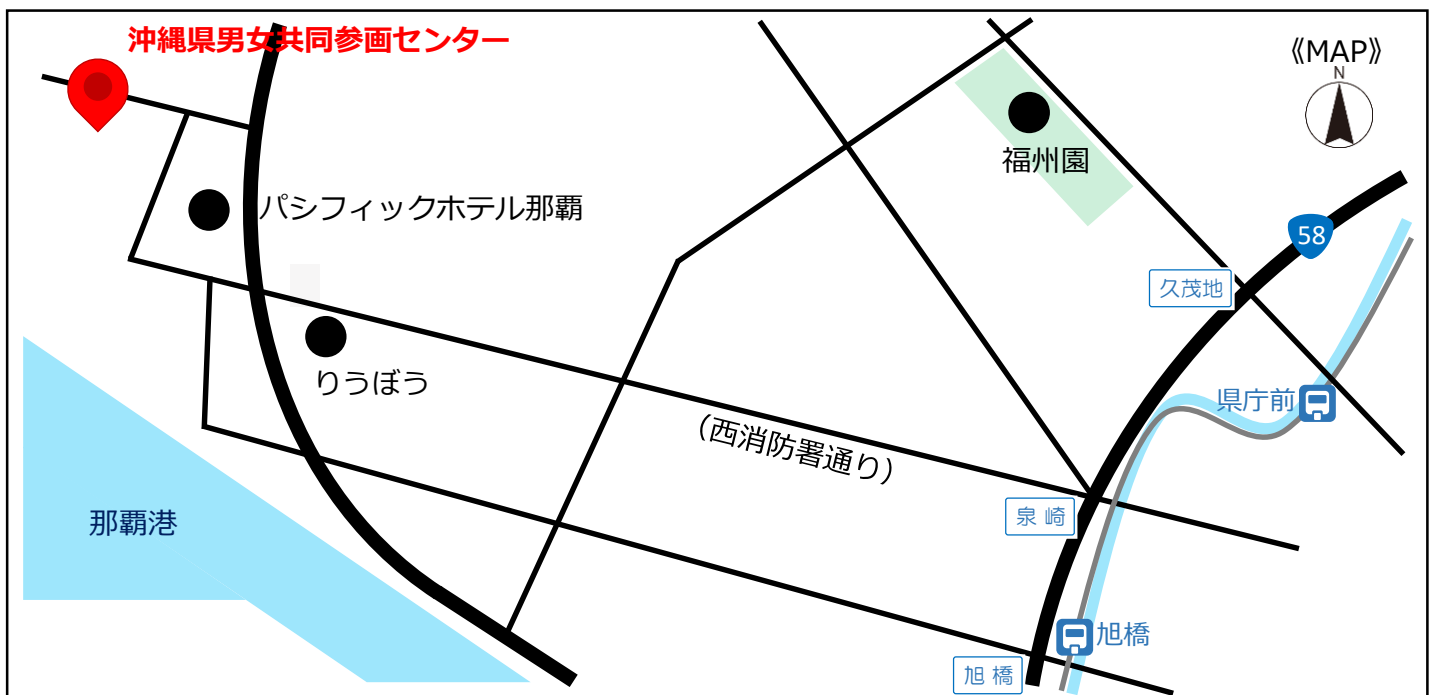 沖縄県男女共同参画センター
《MAP》
N
福州園
パシフィックホテル那覇
58
久茂地
りうぼう
県庁前
（西消防署通り）
那覇港
泉崎
旭橋
旭橋